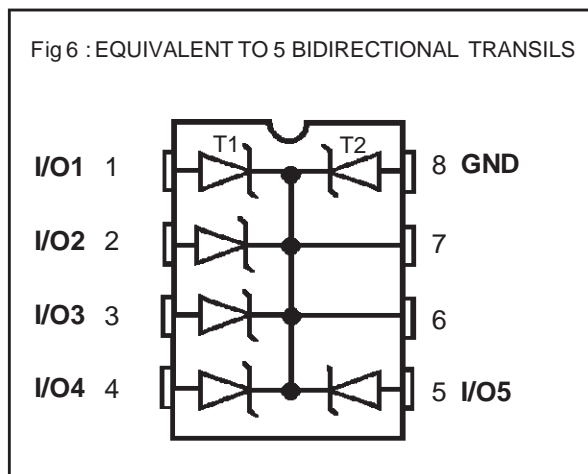 Fig 6 : EQUIVALENT TO 5 BIDIRECTIONAL TRANSILS
T1 T2
I/O1 1 8 GND
I/O2 2 7
I/O3 3 6
I/O4 4 5 I/O5